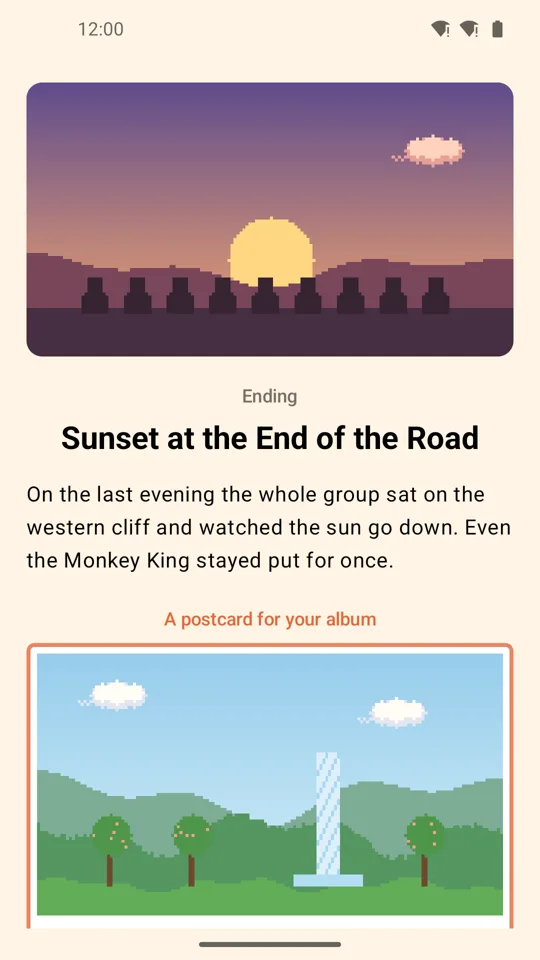 12:00
Ending
Sunset at the End of the Road
On the last evening the whole group sat on the
western cliff and watched the sun go down. Even
the Monkey King stayed put for once.
A postcard for your album